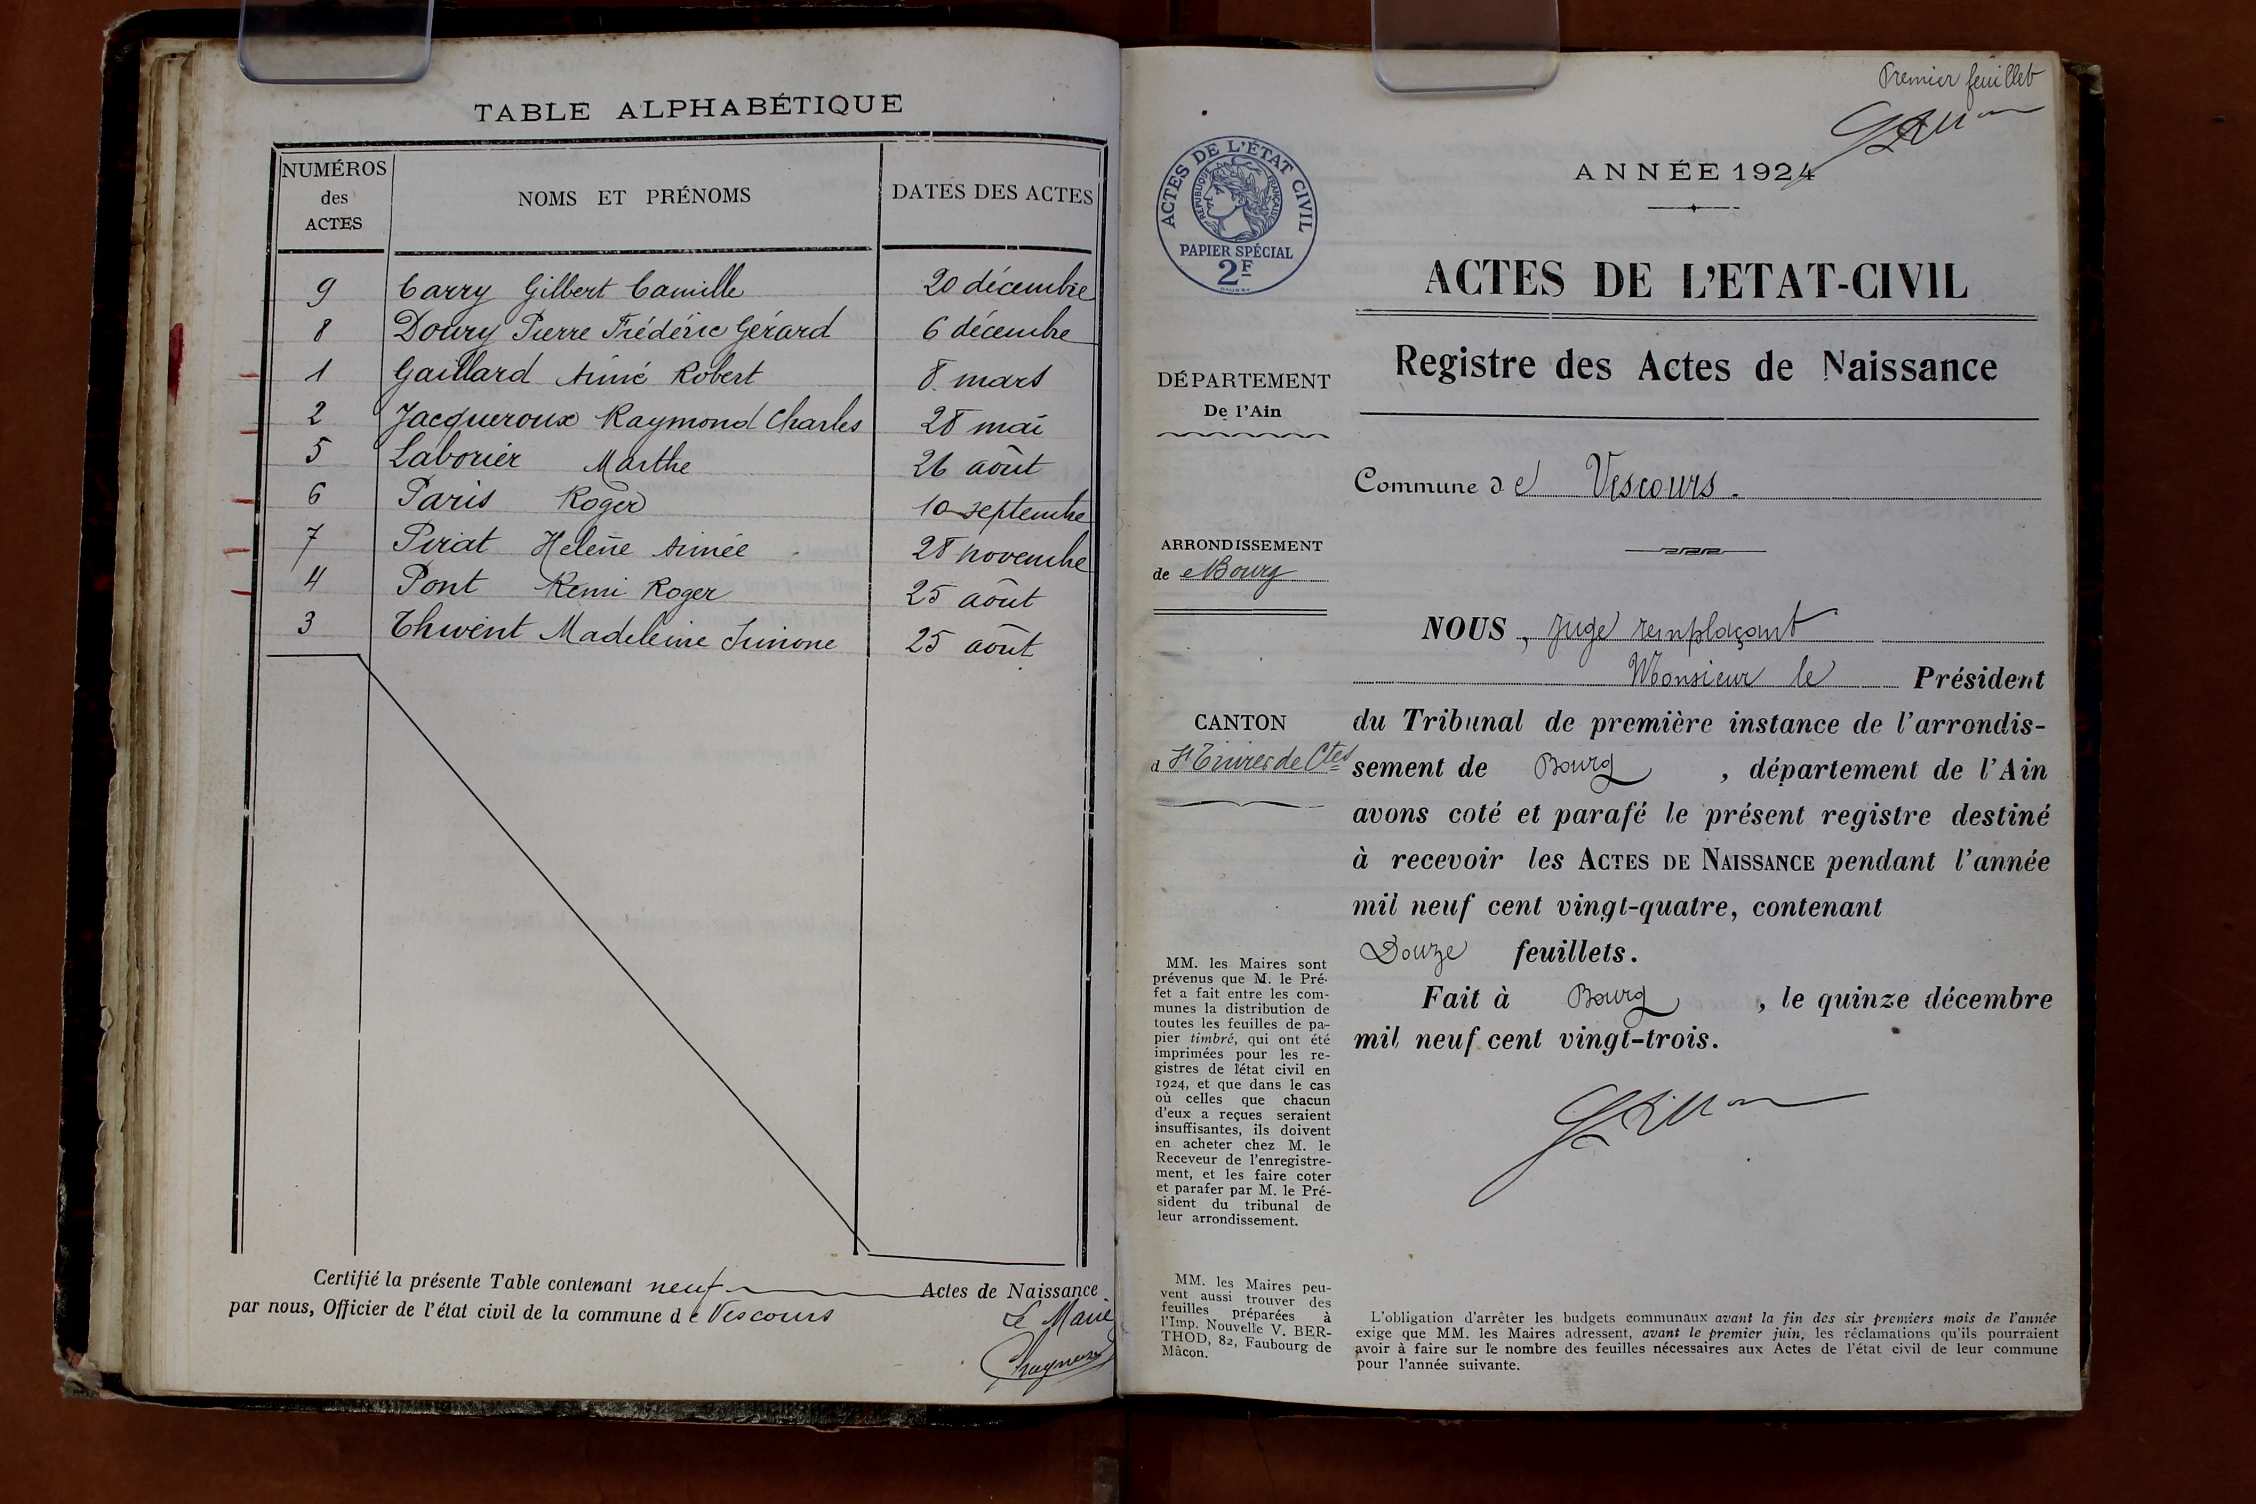 TABLE ALPHABÉTIQUE
NUMÉROS des ACTES NOMS ET PRÉNOMS DATES DES ACTES
9 Carry Gilbert Camille 20 décembre
8 Doury Pierre Frédéric Gérard 6 décembre
1 Gaillard Aimé Robert 8 mars
2 Jacqueroux Raymond Charles 28 mai
5 Laborier Marthe 26 août
6 Paris Roger 10 septembre
7 Pirat Helène Aimée 28 novembre
4 Pont Remi Roger 25 août
3 Thivent Madeleine Simone 25 août
Certifié la présente Table contenant neuf Actes de Naissance
par nous, Officier de l'état civil de la commune de Vescours
Le Maire
Premier feuillet
ANNÉE 1924
ACTES DE L'ÉTAT CIVIL
RÉPUBLIQUE FRANÇAISE
PAPIER SPÉCIAL
2F
ACTES DE L'ETAT-CIVIL
Registre des Actes de Naissance
DÉPARTEMENT
De l'Ain
Commune de Vescours.
ARRONDISSEMENT
de Bourg
CANTON
NOUS, Juge remplaçant
Monsieur le Président
du Tribunal de première instance de l'arrondis-
sement de Bourg, département de l'Ain
avons coté et parafé le présent registre destiné
à recevoir les ACTES DE NAISSANCE pendant l'année
mil neuf cent vingt-quatre, contenant
Douze feuillets.
Fait à Bourg, le quinze décembre
mil neuf cent vingt-trois.
MM. les Maires sont
prévenus que M. le Pré-
fet a fait entre les com-
munes la distribution de
toutes les feuilles de pa-
pier timbré, qui ont été
imprimées pour les re-
gistres de l'état civil en
1924, et que dans le cas
où celles que chacun
d'eux a reçues seraient
insuffisantes, ils doivent
en acheter chez M. le
Receveur de l'enregistre-
ment, et les faire coter
et parafer par M. le Pré-
sident du tribunal de
leur arrondissement.
MM. les Maires peu-
vent aussi trouver des
feuilles préparées à
l'Imp. Nouvelle V. BER-
THOD, 82, Faubourg de
Mâcon.
L'obligation d'arrêter les budgets communaux avant la fin des six premiers mois de l'année
exige que MM. les Maires adressent, avant le premier juin, les réclamations qu'ils pourraient
avoir à faire sur le nombre des feuilles nécessaires aux Actes de l'état civil de leur commune
pour l'année suivante.